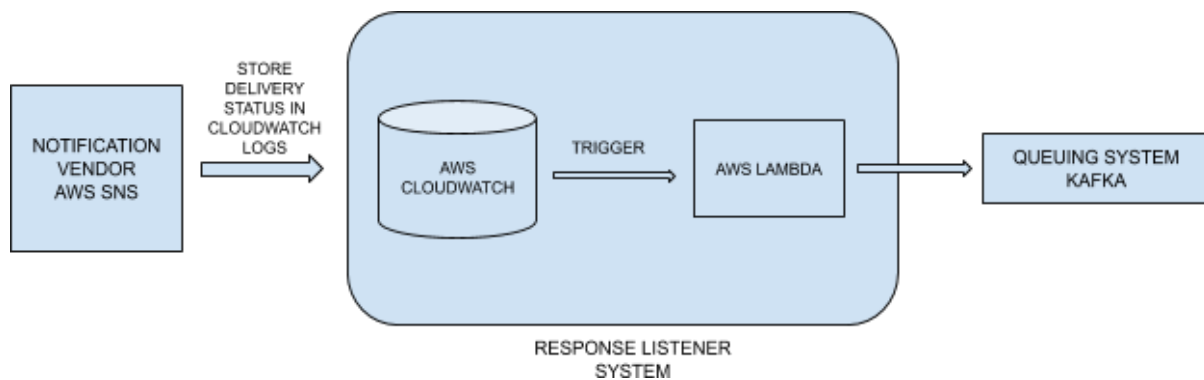 NOTIFICATION
VENDOR
AWS SNS
STORE
DELIVERY
STATUS IN
CLOUDWATCH
LOGS
AWS
CLOUDWATCH
TRIGGER
AWS LAMBDA
QUEUING SYSTEM
KAFKA
RESPONSE LISTENER
SYSTEM